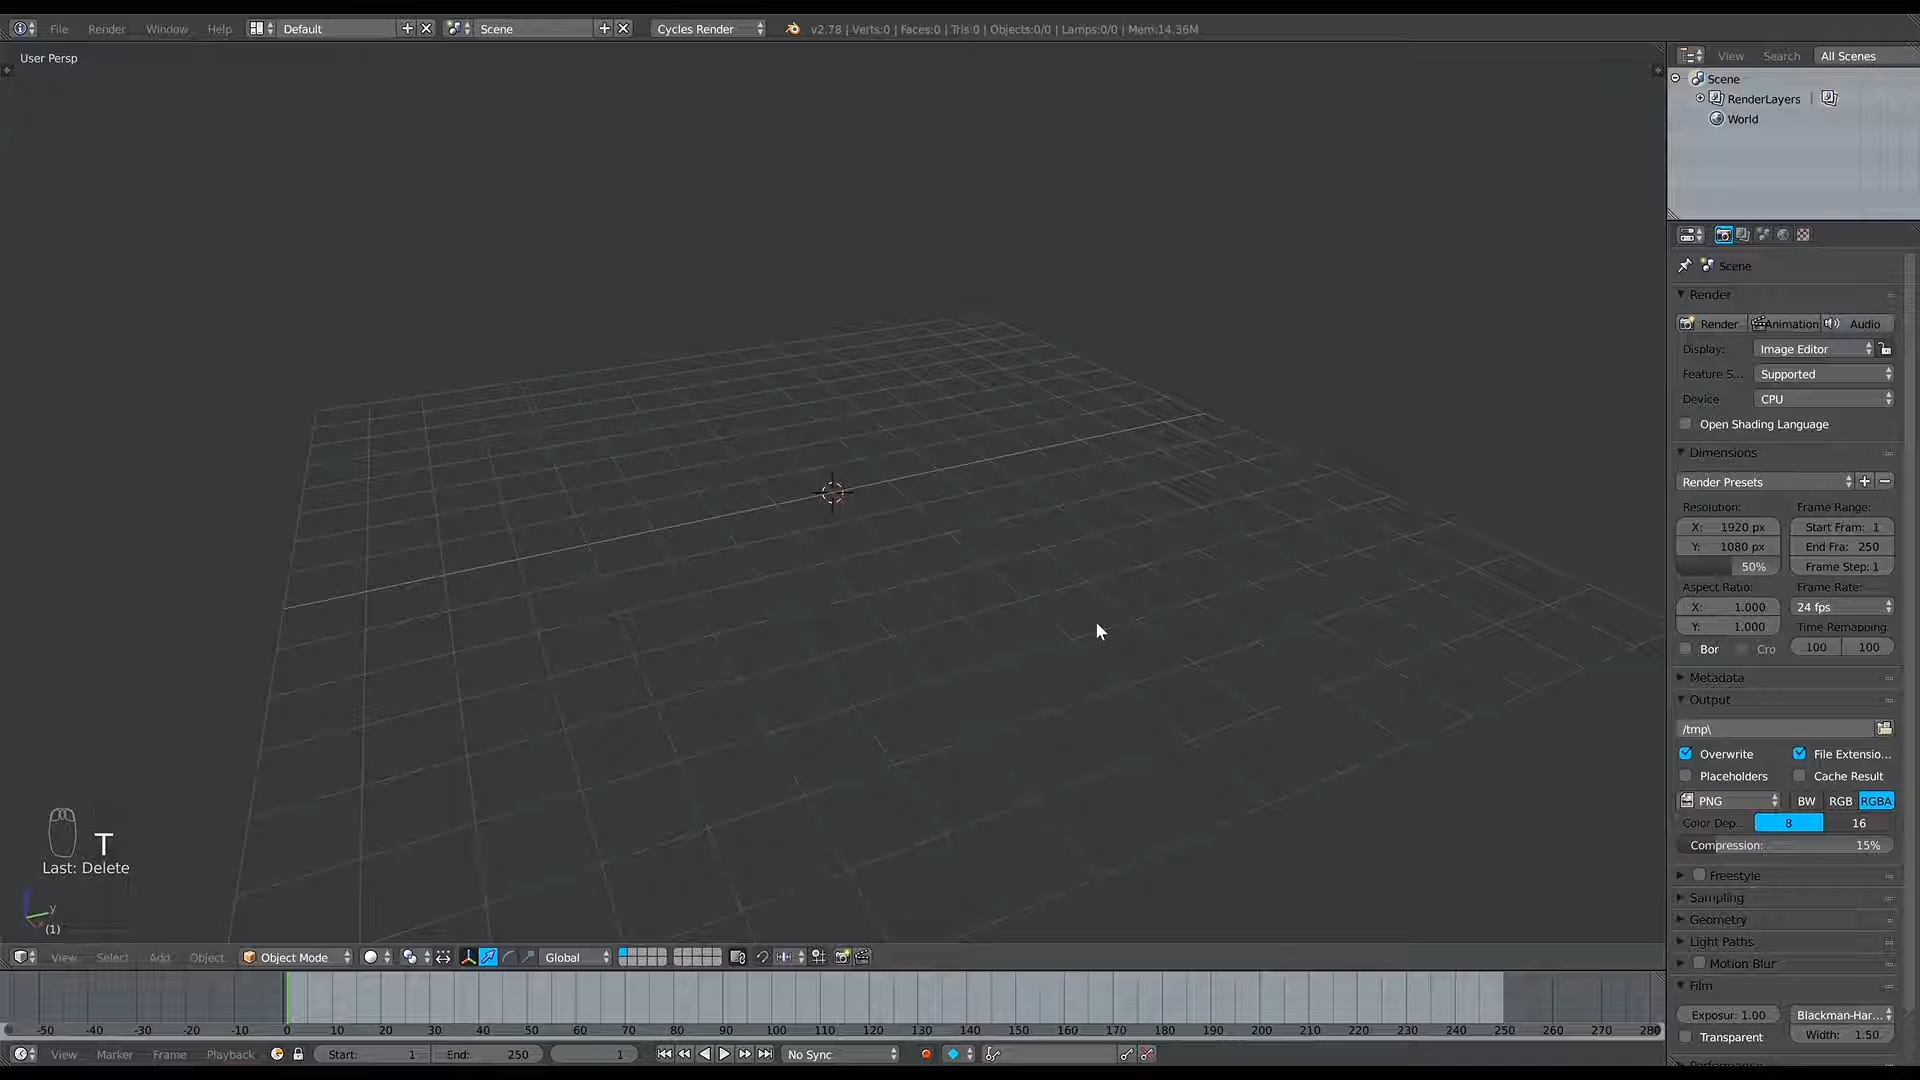 File Render Window Help Default Scene Cycles Render v2.78 | Verts:0 | Faces:0 | Tris:0 | Objects:0/0 | Lamps:0/0 | Mem:14.36M
User Persp
View Search All Scenes
Scene
RenderLayers
World
Scene
Render
Render Animation Audio
Display: Image Editor
Feature S... Supported
Device CPU
Open Shading Language
Dimensions
Render Presets
Resolution: Frame Range:
X: 1920 px Start Fram: 1
Y: 1080 px End Fra: 250
50% Frame Step: 1
Aspect Ratio: Frame Rate:
X: 1.000 24 fps
Y: 1.000 Time Remapping
Bor Cro 100 100
Metadata
Output
/tmp\
Overwrite File Extensio...
Placeholders Cache Result
PNG BW RGB RGBA
Color Dep.. 8 16
Compression: 15%
Freestyle
Sampling
Geometry
Light Paths
Motion Blur
Film
Exposur: 1.00 Blackman-Har...
Transparent Width: 1.50
T
Last: Delete
y
(1)
View Select Add Object Object Mode Global
-50 -40 -30 -20 -10 0 10 20 30 40 50 60 70 80 90 100 110 120 130 140 150 160 170 180 190 200 210 220 230 240 250 260 270 280
View Marker Frame Playback Start: 1 End: 250 1 No Sync